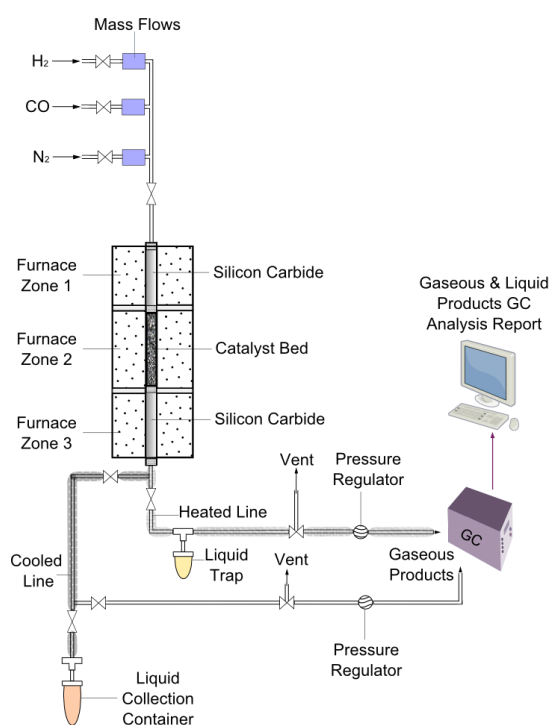 Mass Flows
H₂
CO
N₂
Furnace
Zone 1
Silicon Carbide
Furnace
Zone 2
Catalyst Bed
Furnace
Zone 3
Silicon Carbide
Gaseous & Liquid
Products GC
Analysis Report
Vent
Pressure
Regulator
Heated Line
GC
Liquid
Trap
Gaseous
Products
Cooled
Line
Vent
Pressure
Regulator
Liquid
Collection
Container